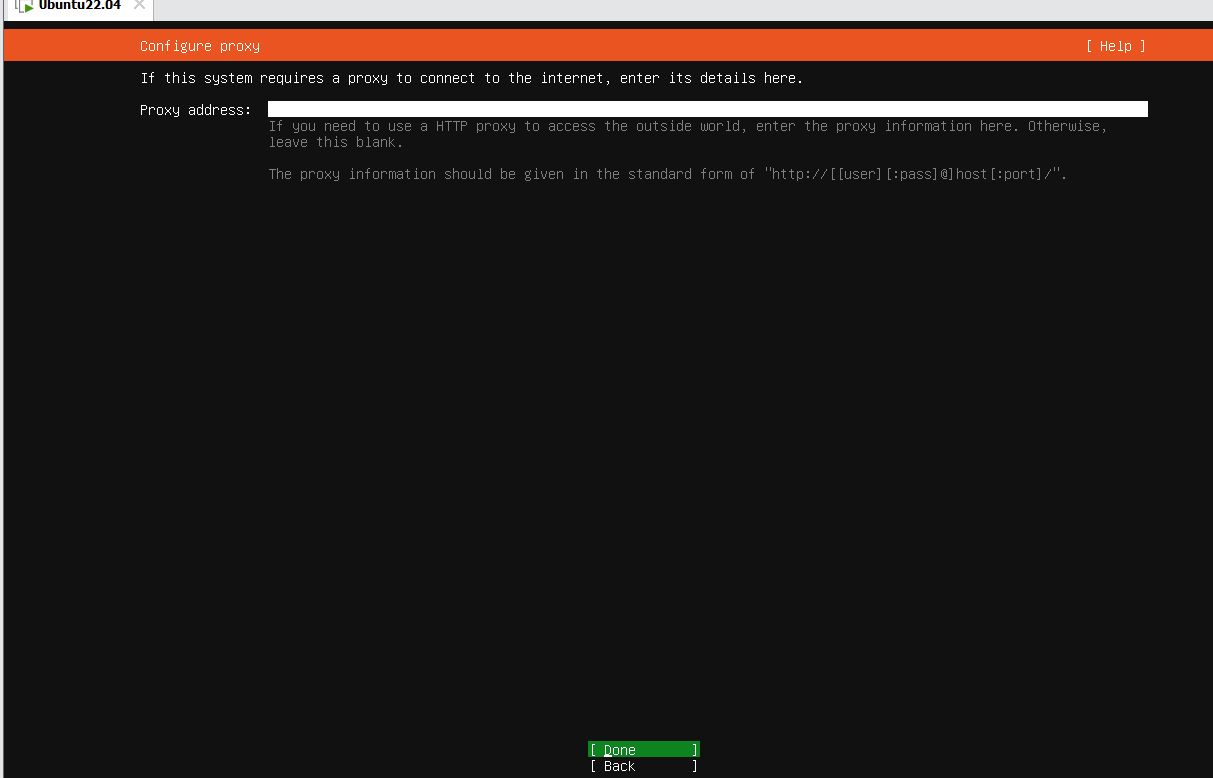 Ubuntu22.04
Configure proxy [ Help ]
If this system requires a proxy to connect to the internet, enter its details here.
Proxy address:
If you need to use a HTTP proxy to access the outside world, enter the proxy information here. Otherwise,
leave this blank.
The proxy information should be given in the standard form of "http://[[user][:pass]@]host[:port]/".
[ Done ]
[ Back ]